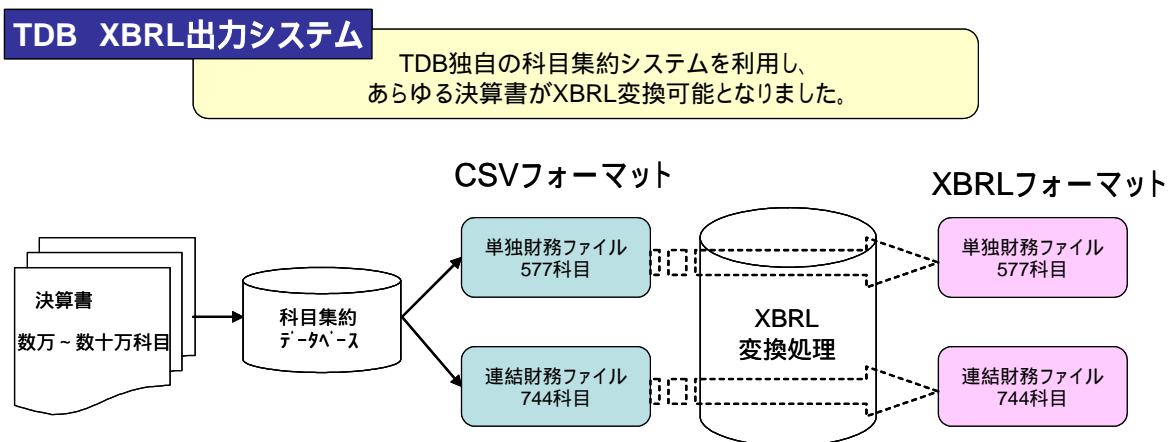 TDB XBRL出力システム
TDB独自の科目集約システムを利用し、
あらゆる決算書がXBRL変換可能となりました。
CSVフォーマット
XBRLフォーマット
決算書
数万~数十万科目
科目集約
ﾃﾞｰﾀﾍﾞｰｽ
単独財務ファイル
577科目
連結財務ファイル
744科目
XBRL
変換処理
単独財務ファイル
577科目
連結財務ファイル
744科目